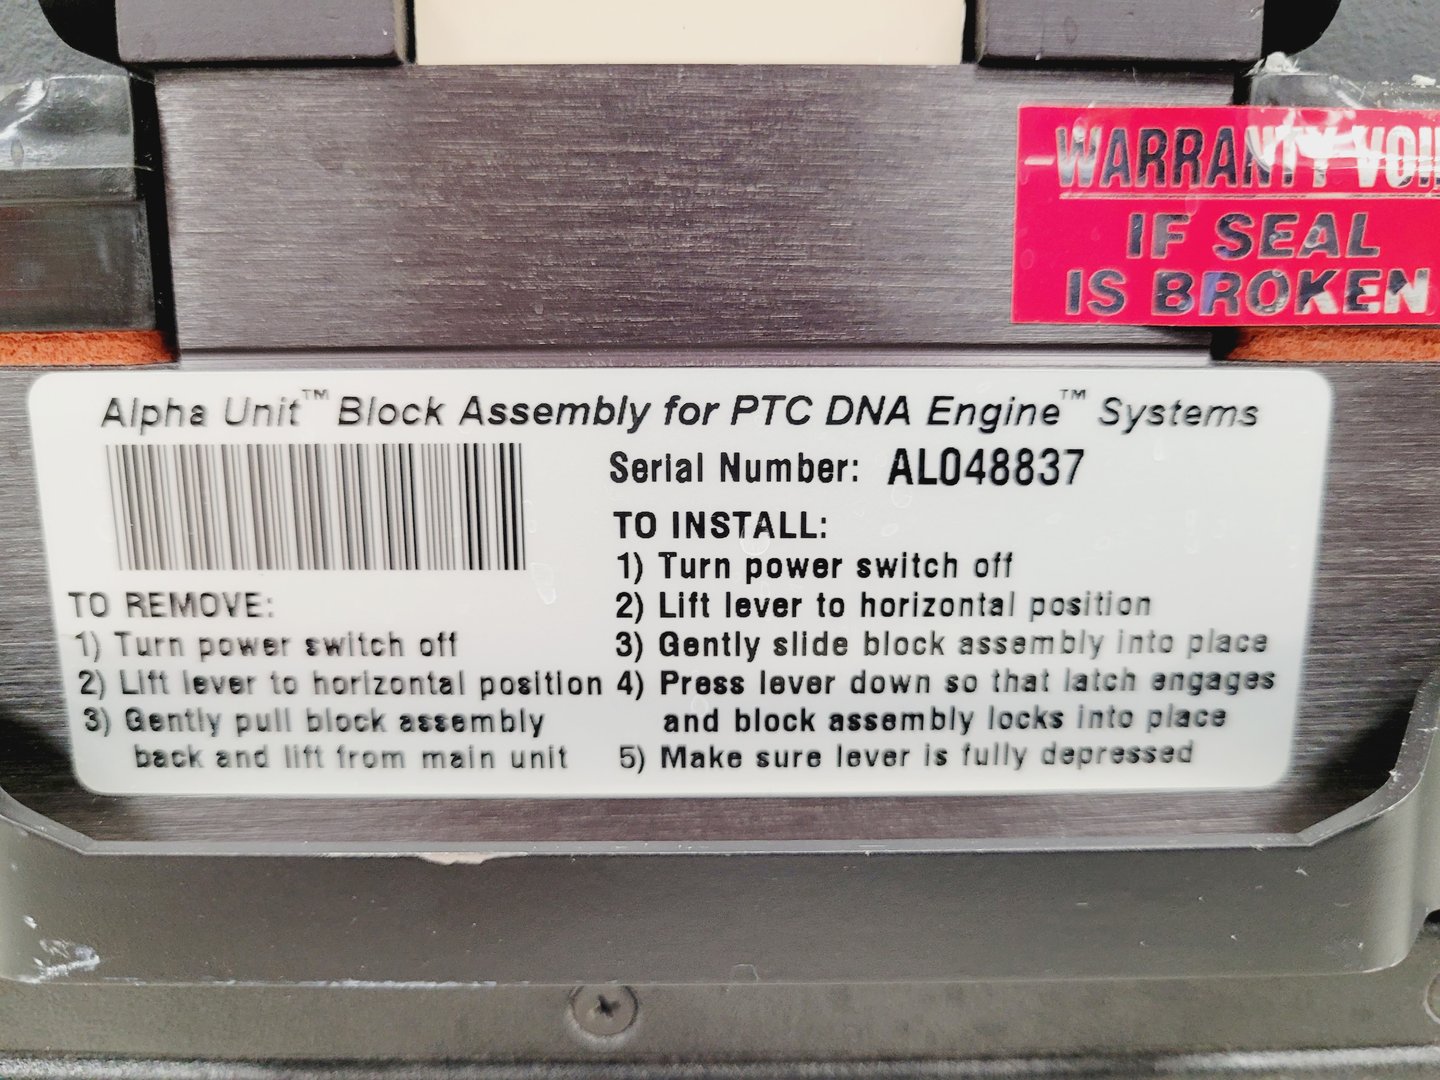 WARRANTY VOID
IF SEAL
IS BROKEN
Alpha Unit™ Block Assembly for PTC DNA Engine™ Systems
Serial Number: AL048837
TO REMOVE:
1) Turn power switch off
2) Lift lever to horizontal position
3) Gently pull block assembly
back and lift from main unit
TO INSTALL:
1) Turn power switch off
2) Lift lever to horizontal position
3) Gently slide block assembly into place
4) Press lever down so that latch engages
and block assembly locks into place
5) Make sure lever is fully depressed